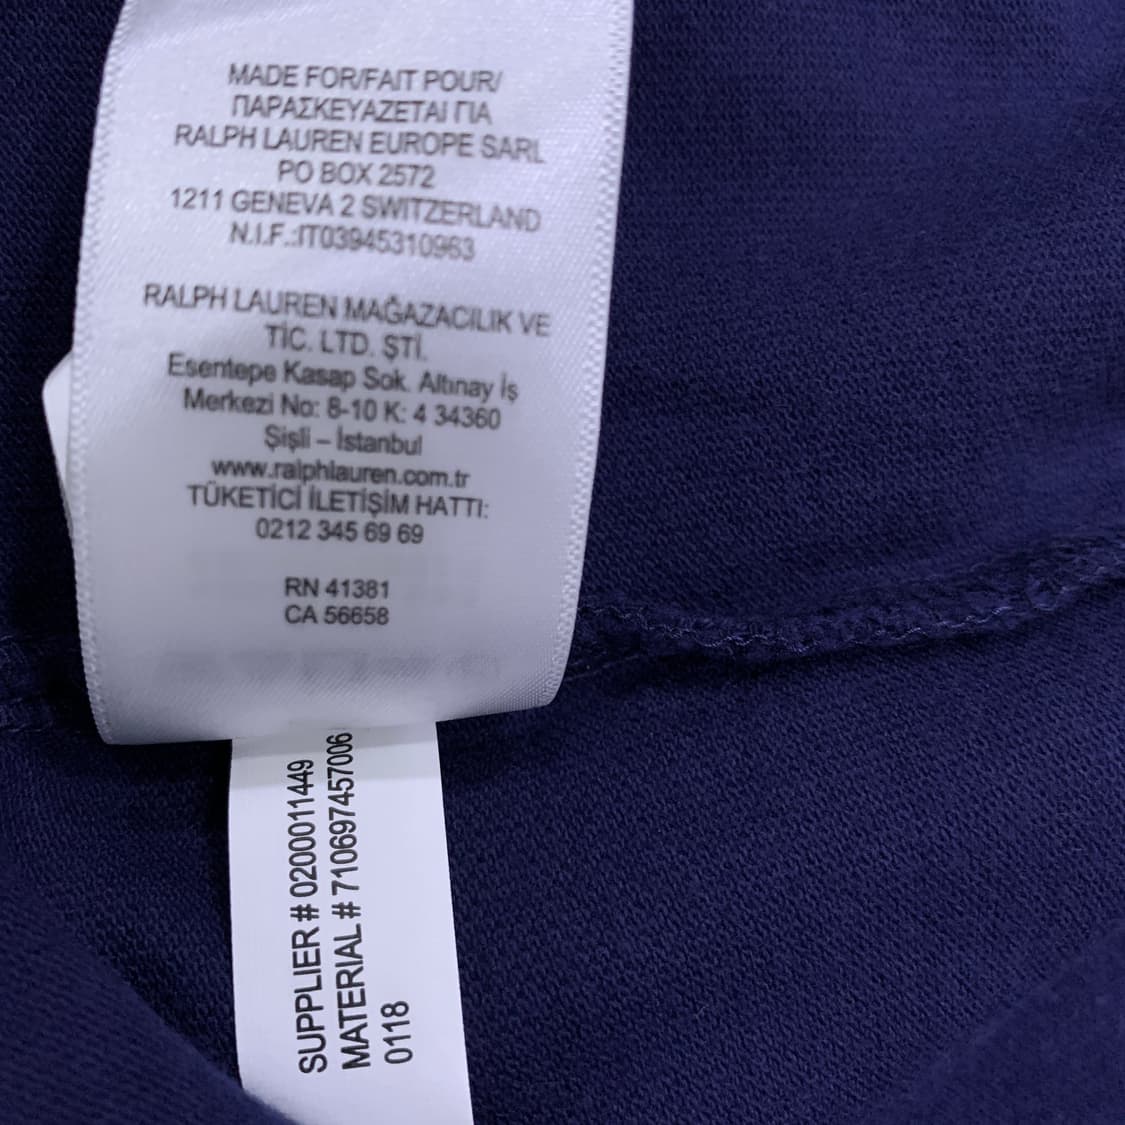 MADE FOR/FAIT POUR/
ΠΑΡΑΣΚΕΥΑΖΕΤΑΙ ΓΙΑ
RALPH LAUREN EUROPE SARL
PO BOX 2572
1211 GENEVA 2 SWITZERLAND
N.I.F.:IT03945310963
RALPH LAUREN MAĞAZACILIK VE
TİC. LTD. ŞTİ.
Esentepe Kasap Sok. Altınay İş
Merkezi No: 8-10 K: 4 34360
Şişli – İstanbul
www.ralphlauren.com.tr
TÜKETİCİ İLETİŞİM HATTI:
0212 345 69 69
RN 41381
CA 56658
SUPPLIER # 0200011449
MATERIAL # 710697457006
0118